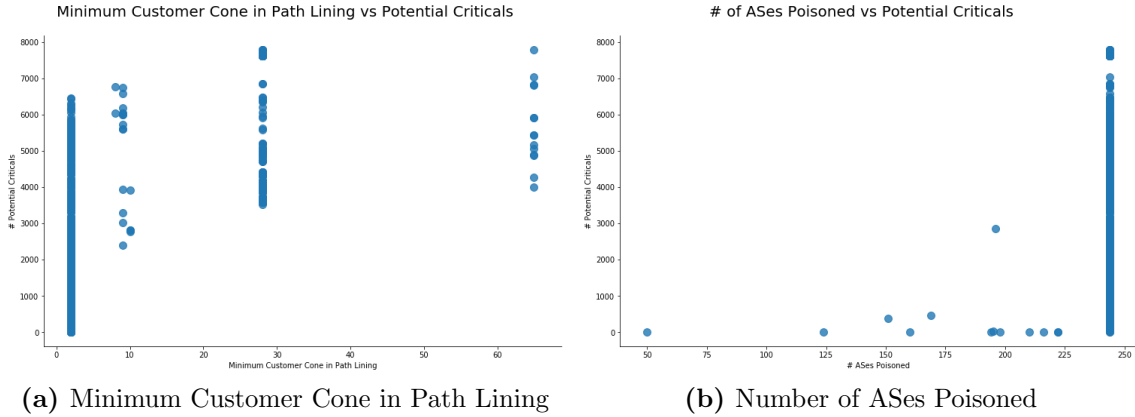 Minimum Customer Cone in Path Lining vs Potential Criticals
8000
7000
6000
5000
4000
3000
2000
1000
0
# Potential Criticals
0 10 20 30 40 50 60
Minimum Customer Cone in Path Lining
(a) Minimum Customer Cone in Path Lining
# of ASes Poisoned vs Potential Criticals
8000
7000
6000
5000
4000
3000
2000
1000
0
# Potential Criticals
50 75 100 125 150 175 200 225 250
# ASes Poisoned
(b) Number of ASes Poisoned